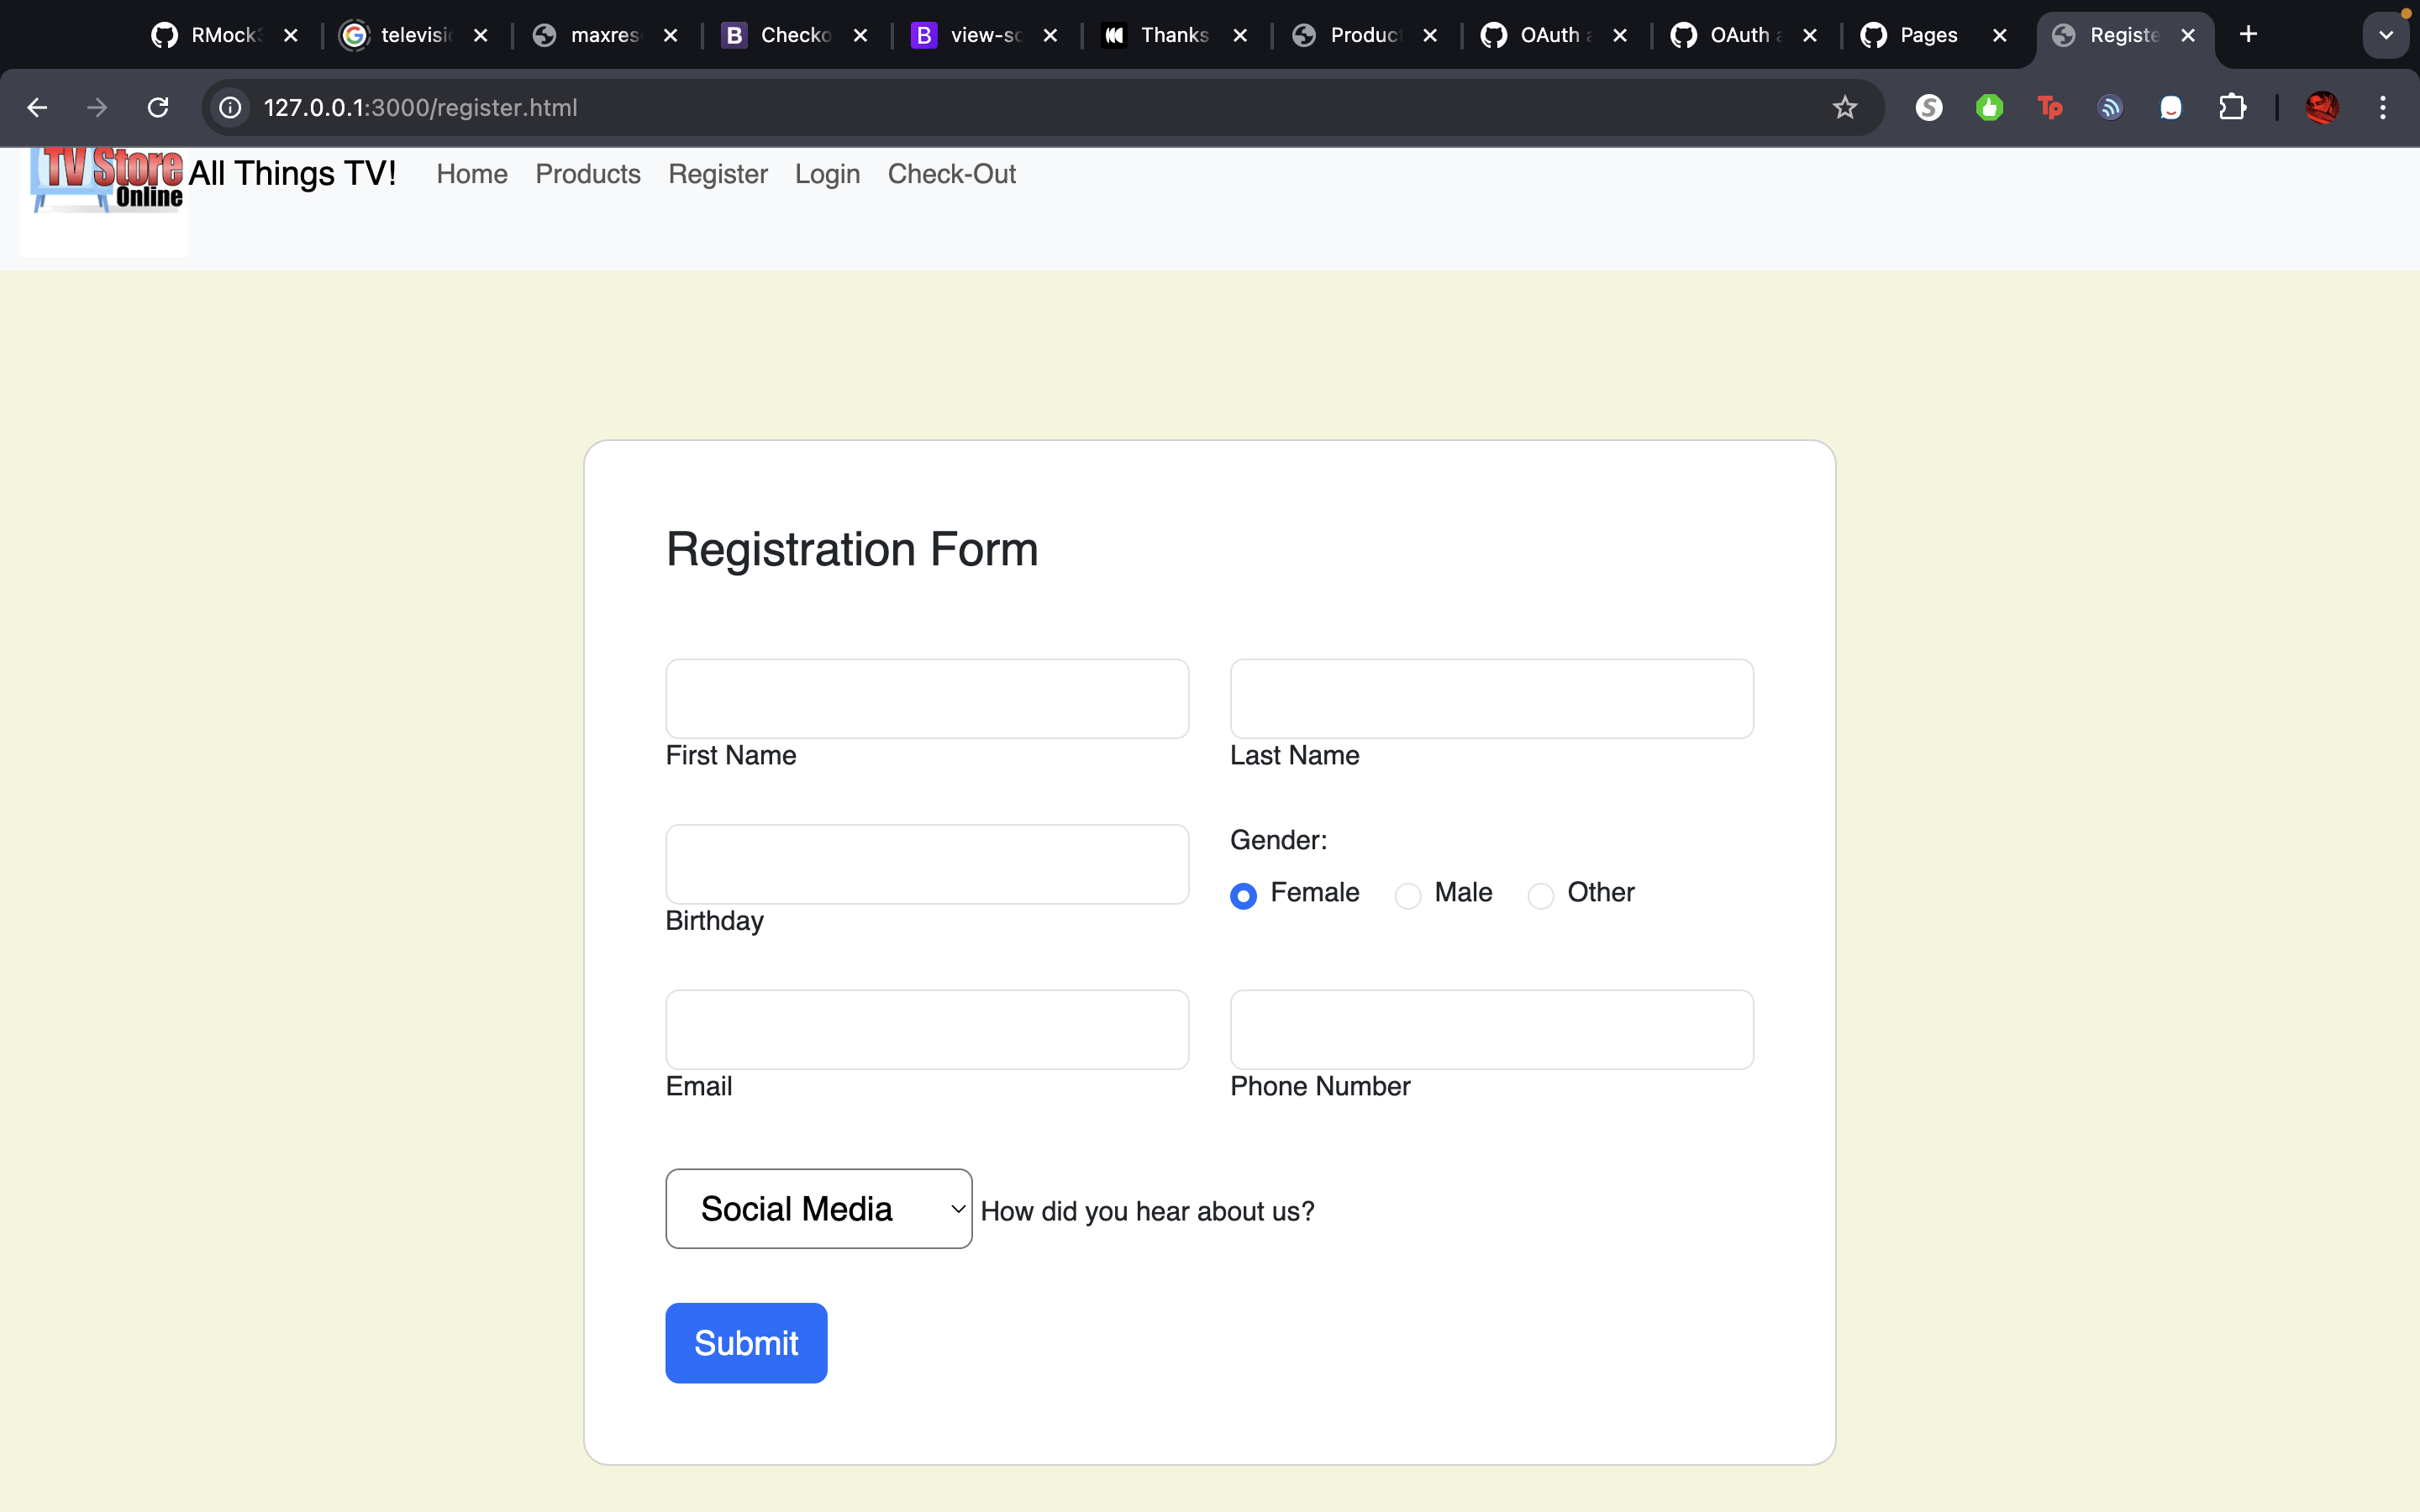 RMock
televisi
maxres
Checko
view-so
Thanks
Produc
OAuth
OAuth
Pages
Registe
127.0.0.1:3000/register.html
TV Store
Online
All Things TV!
Home
Products
Register
Login
Check-Out
Registration Form
First Name
Last Name
Birthday
Gender:
Female
Male
Other
Email
Phone Number
Social Media
How did you hear about us?
Submit